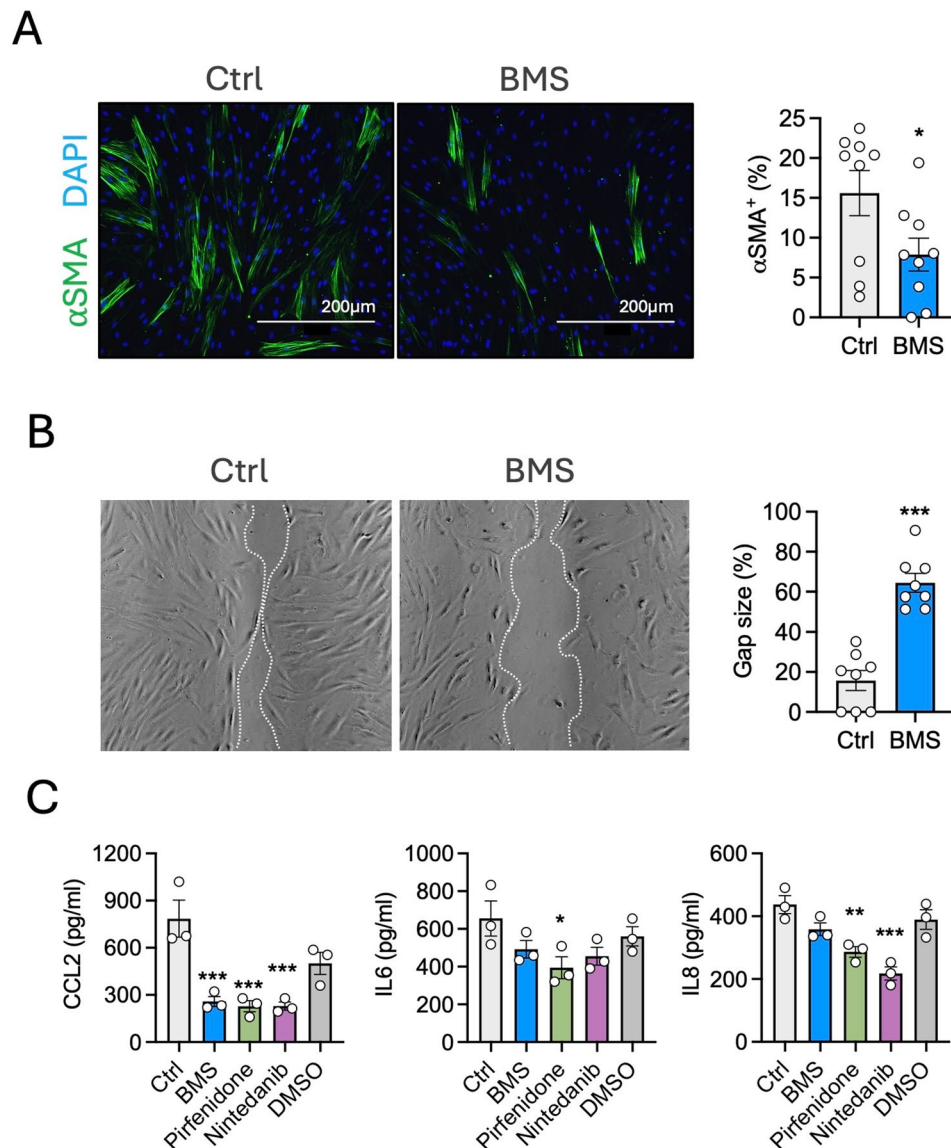 A
Ctrl
BMS
αSMA DAPI
200µm
200µm
αSMA⁺ (%)
25
20
15
10
5
0
*
Ctrl
BMS
B
Ctrl
BMS
Gap size (%)
100
80
60
40
20
0
***
Ctrl
BMS
C
CCL2 (pg/ml)
1200
900
600
300
0
***
***
***
Ctrl
BMS
Pirfenidone
Nintedanib
DMSO
IL6 (pg/ml)
1000
800
600
400
200
0
*
Ctrl
BMS
Pirfenidone
Nintedanib
DMSO
IL8 (pg/ml)
600
400
200
0
**
***
Ctrl
BMS
Pirfenidone
Nintedanib
DMSO